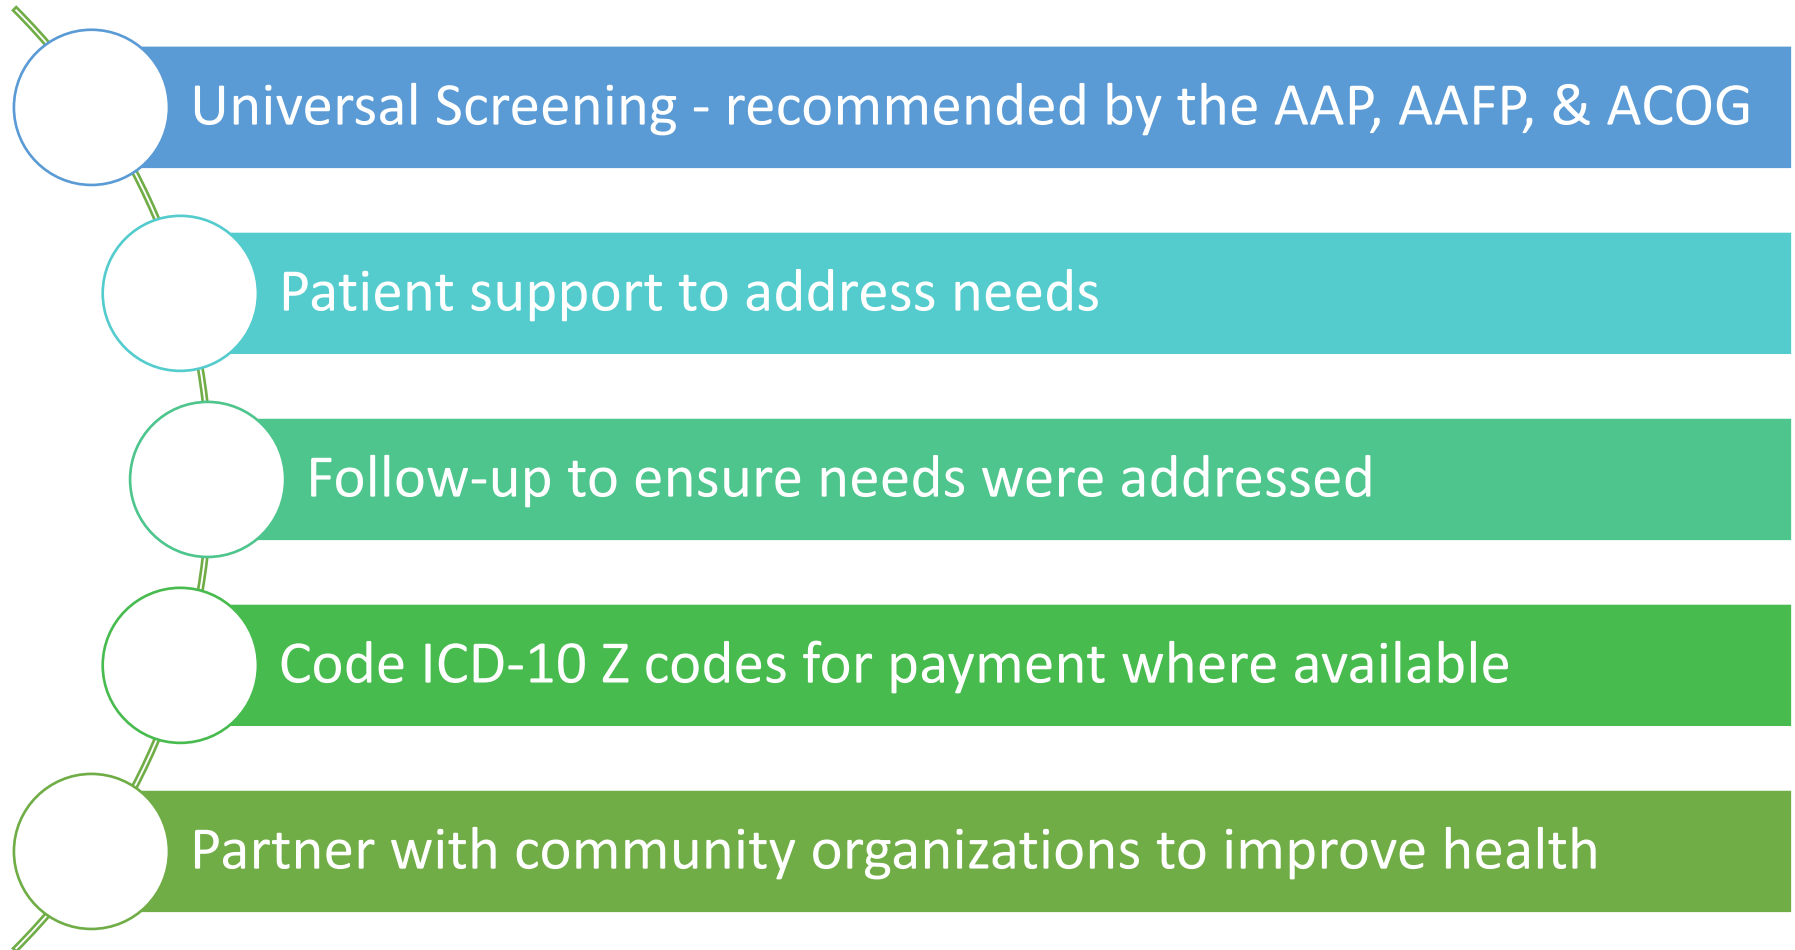 Universal Screening - recommended by the AAP, AAFP, & ACOG
Patient support to address needs
Follow-up to ensure needs were addressed
Code ICD-10 Z codes for payment where available
Partner with community organizations to improve health